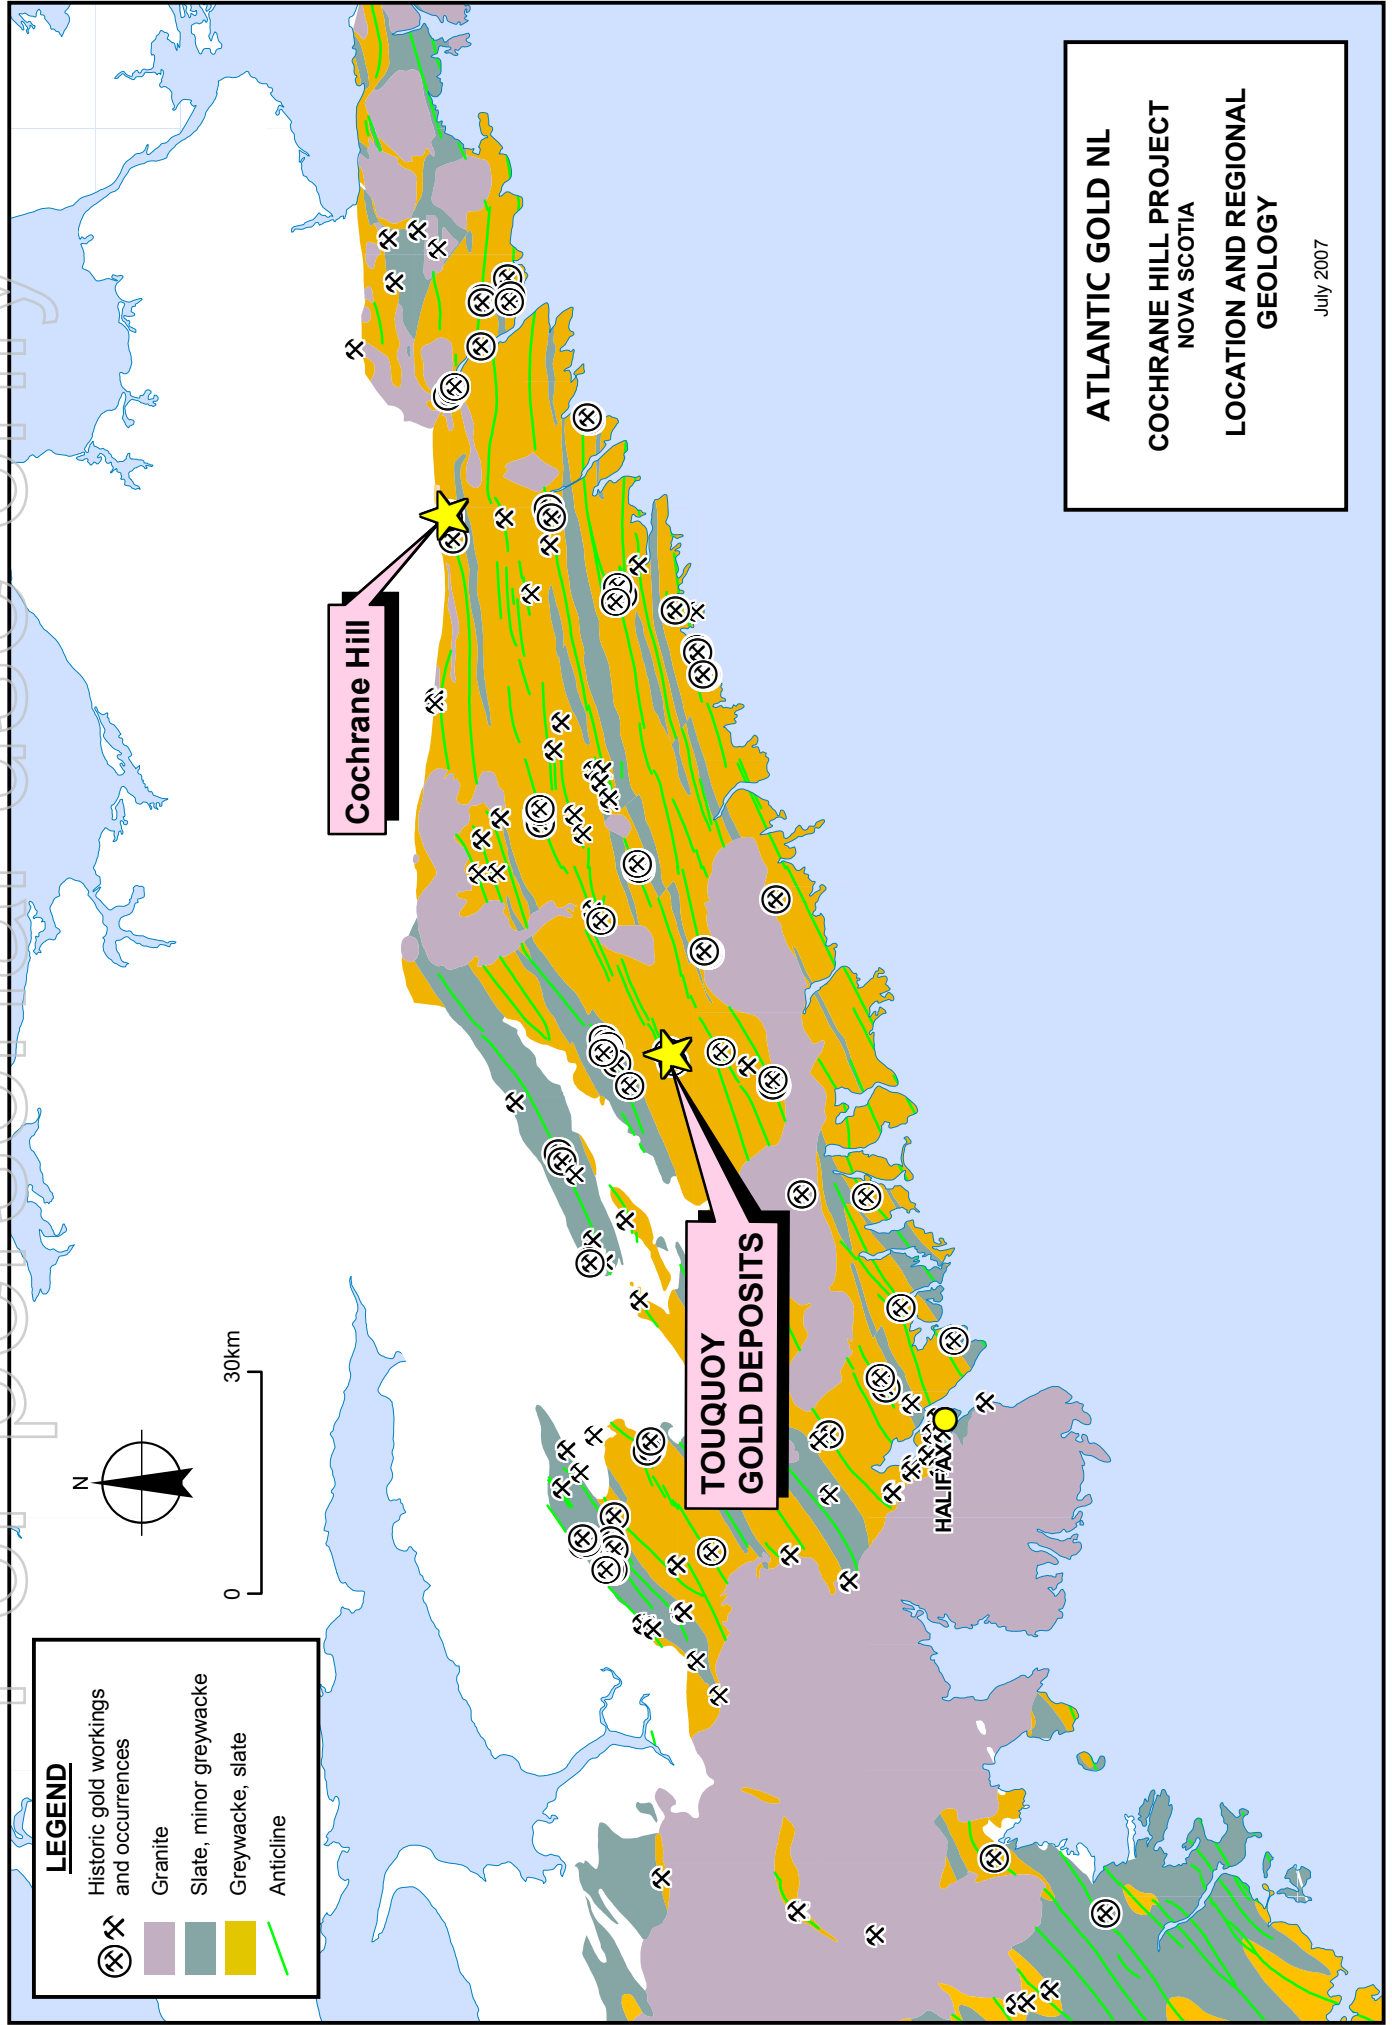 ATLANTIC GOLD NL
COCHRANE HILL PROJECT
NOVA SCOTIA
LOCATION AND REGIONAL
GEOLOGY
July 2007
Cochrane Hill
TOUQUOY
GOLD DEPOSITS
HALIFAX
N
0 30km
LEGEND
Historic gold workings
and occurrences
Granite
Slate, minor greywacke
Greywacke, slate
Anticline